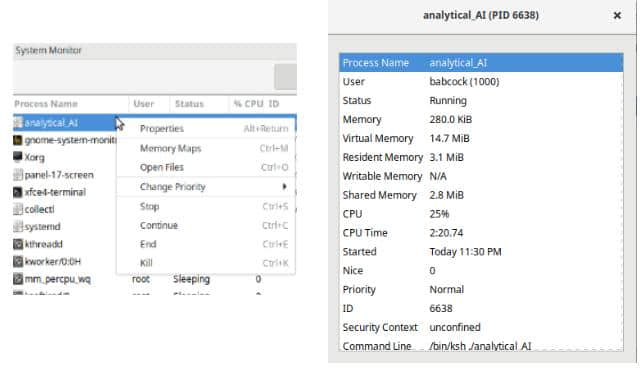 System Monitor
Process Name User Status % CPU ID
analytical_AI
gnome-system-monit
Xorg
panel-17-screen
xfce4-terminal
collectl
systemd
kthreadd
kworker/0:0H
mm_percpu_wq root Sleeping 0
Properties Alt+Return
Memory Maps Ctrl+M
Open Files Ctrl+O
Change Priority
Stop Ctrl+S
Continue Ctrl+C
End Ctrl+E
Kill Ctrl+K
analytical_AI (PID 6638)
Process Name analytical_AI
User babcock (1000)
Status Running
Memory 280.0 KiB
Virtual Memory 14.7 MiB
Resident Memory 3.1 MiB
Writable Memory N/A
Shared Memory 2.8 MiB
CPU 25%
CPU Time 2:20.74
Started Today 11:30 PM
Nice 0
Priority Normal
ID 6638
Security Context unconfined
Command Line /bin/ksh ./analytical_AI